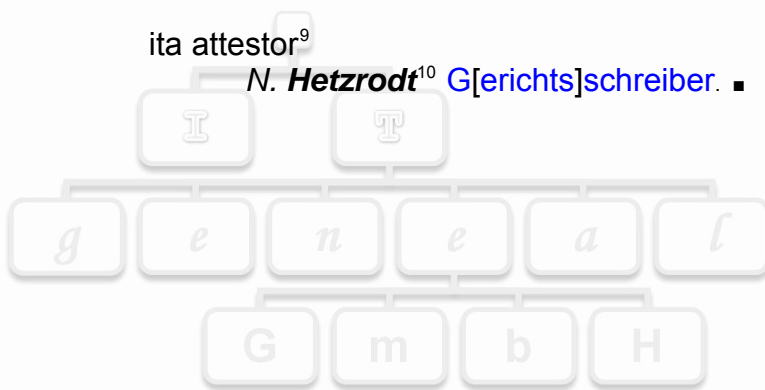 ita attestor⁹
N. Hetzrodt¹⁰ G[erichts]schreiber. ■
I T
g e n e a l
G m b H